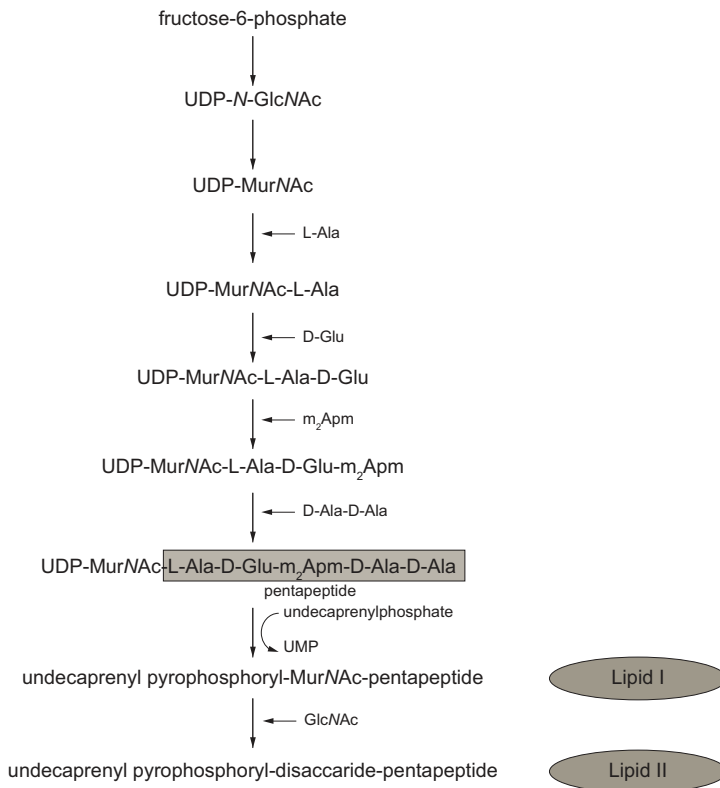 fructose-6-phosphate
UDP-N-GlcNAc
UDP-MurNAc
L-Ala
UDP-MurNAc-L-Ala
D-Glu
UDP-MurNAc-L-Ala-D-Glu
m₂Apm
UDP-MurNAc-L-Ala-D-Glu-m₂Apm
D-Ala-D-Ala
UDP-MurNAc-L-Ala-D-Glu-m₂Apm-D-Ala-D-Ala
pentapeptide
undecaprenylphosphate
UMP
undecaprenyl pyrophosphoryl-MurNAc-pentapeptide
Lipid I
GlcNAc
undecaprenyl pyrophosphoryl-disaccaride-pentapeptide
Lipid II